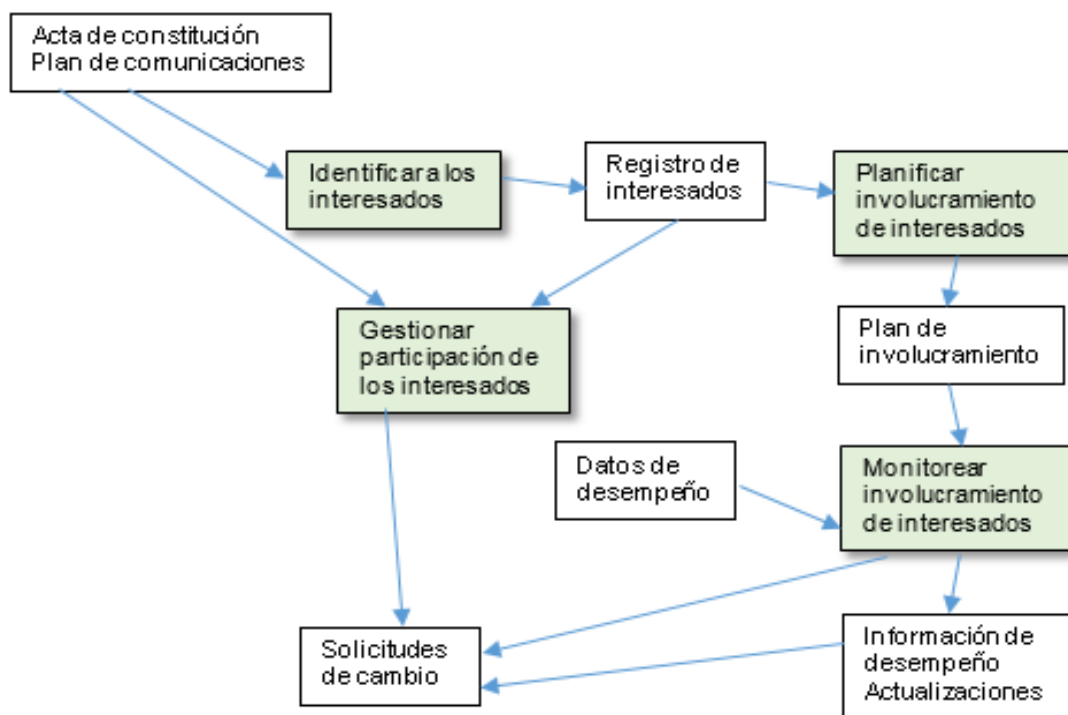 Acta de constitución
Plan de comunicaciones
Identificar a los
interesados
Registro de
interesados
Planificar
involucramiento
de interesados
Gestionar
participación de
los interesados
Plan de
involucramiento
Datos de
desempeño
Monitorear
involucramiento
de interesados
Solicitudes
de cambio
Información de
desempeño
Actualizaciones